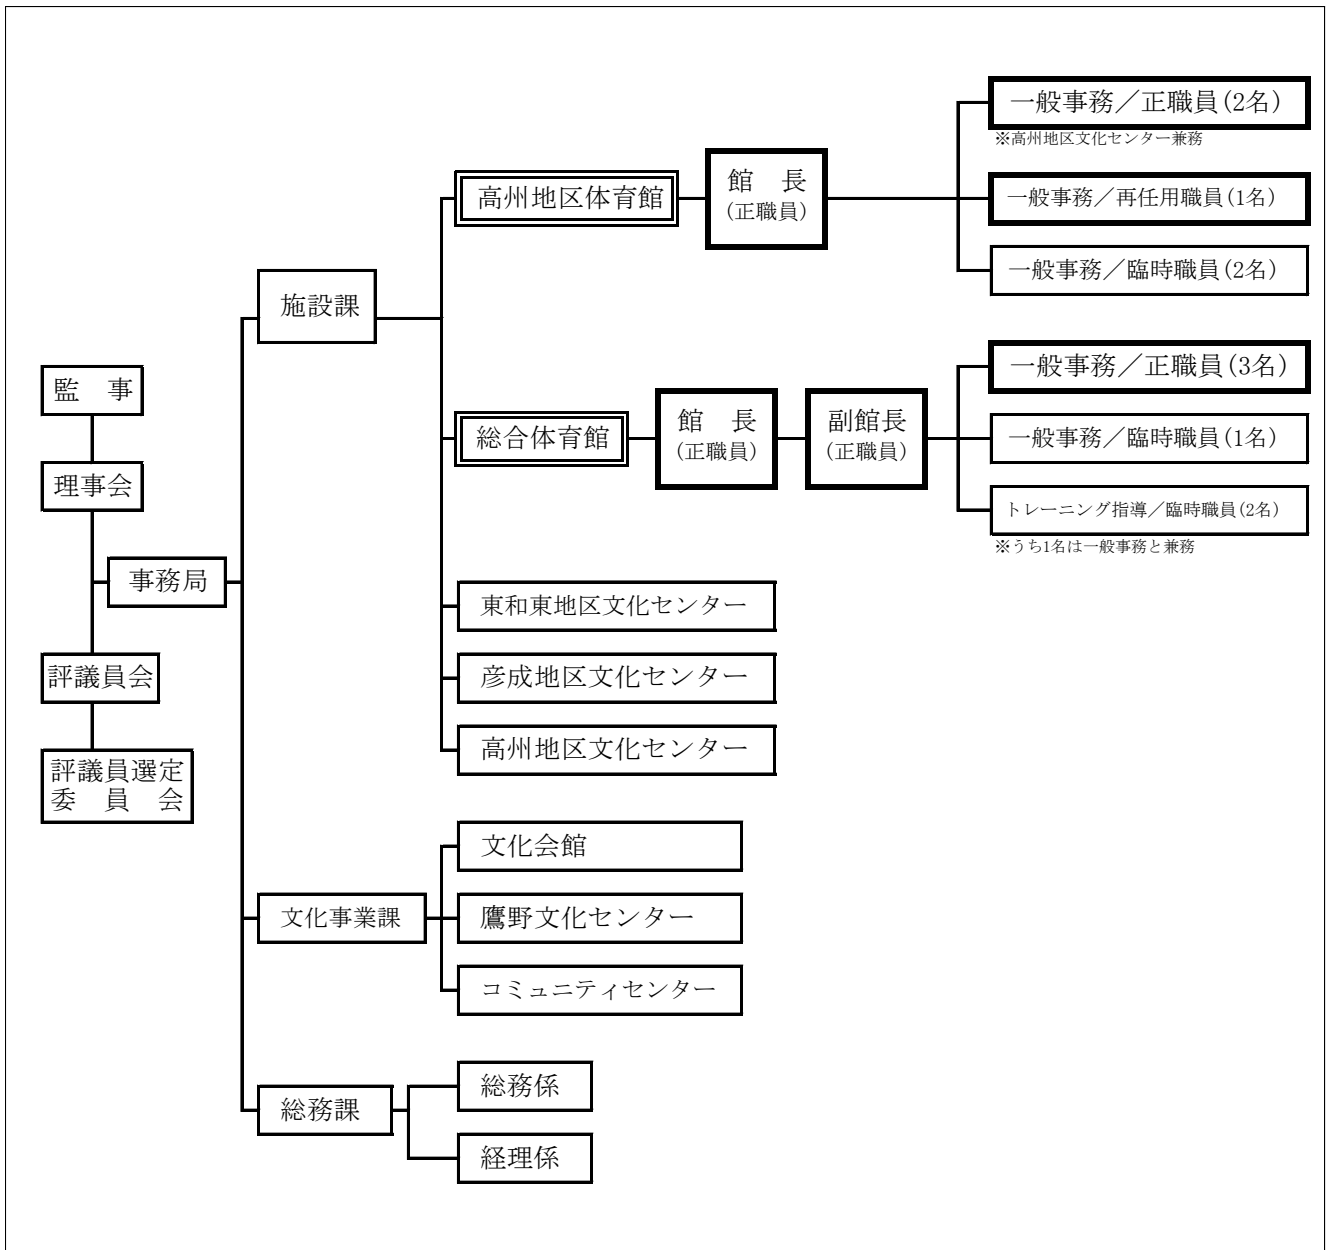 監　事
理事会
事務局
評議員会
評議員選定
委　員　会
施設課
高州地区体育館
館　長
(正職員)
一般事務／正職員(2名)
※高州地区文化センター兼務
一般事務／再任用職員(1名)
一般事務／臨時職員(2名)
総合体育館
館　長
(正職員)
副館長
(正職員)
一般事務／正職員(3名)
一般事務／臨時職員(1名)
トレーニング指導／臨時職員(2名)
※うち1名は一般事務と兼務
東和東地区文化センター
彦成地区文化センター
高州地区文化センター
文化事業課
文化会館
鷹野文化センター
コミュニティセンター
総務課
総務係
経理係